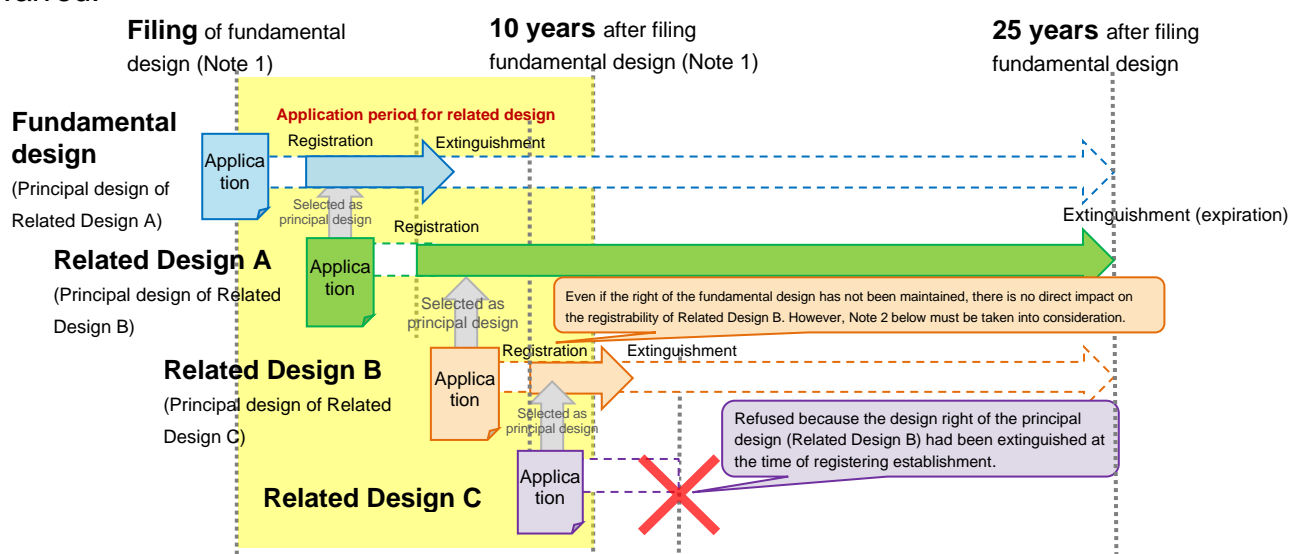 Filing of fundamental
design (Note 1)
10 years after filing
fundamental design (Note 1)
25 years after filing
fundamental design
Application period for related design
Fundamental
design
(Principal design of
Related Design A)
Applica
tion
Registration
Extinguishment
Selected as
principal design
Extinguishment (expiration)
Registration
Related Design A
(Principal design of Related
Design B)
Applica
tion
Selected as
principal design
Even if the right of the fundamental design has not been maintained, there is no direct impact on
the registrability of Related Design B. However, Note 2 below must be taken into consideration.
Registration
Extinguishment
Related Design B
(Principal design of Related
Design C)
Applica
tion
Selected as
principal design
Refused because the design right of the principal
design (Related Design B) had been extinguished at
the time of registering establishment.
Related Design C
Applica
tion